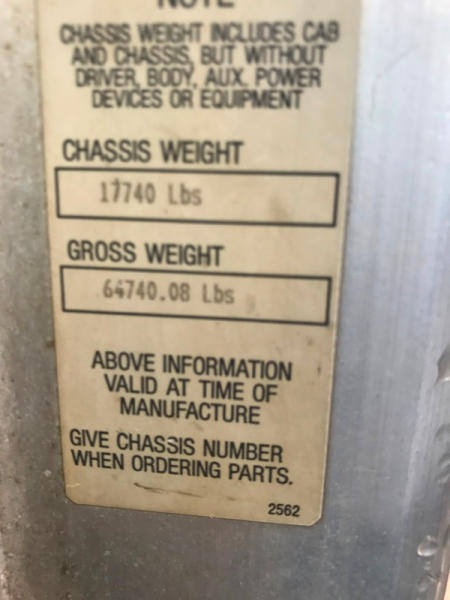 NOTE
CHASSIS WEIGHT INCLUDES CAB
AND CHASSIS, BUT WITHOUT
DRIVER, BODY, AUX. POWER
DEVICES OR EQUIPMENT
CHASSIS WEIGHT
17740 Lbs
GROSS WEIGHT
64740.08 Lbs
ABOVE INFORMATION
VALID AT TIME OF
MANUFACTURE
GIVE CHASSIS NUMBER
WHEN ORDERING PARTS.
2562